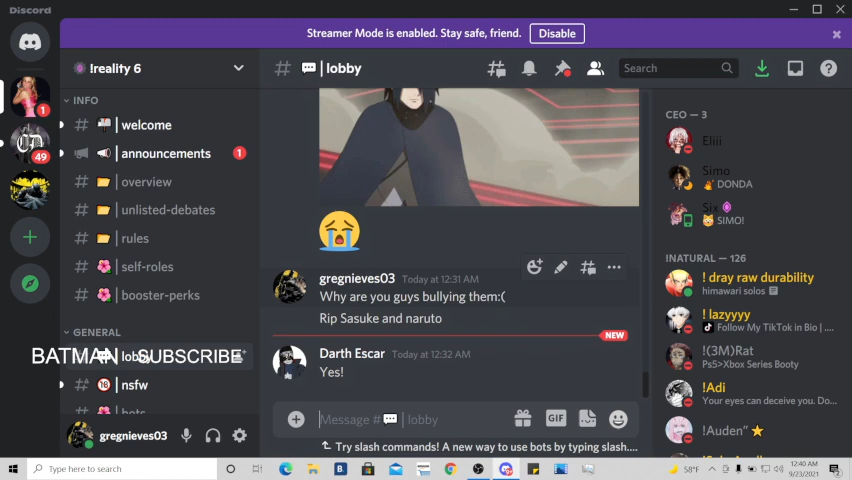 Discord
Streamer Mode is enabled. Stay safe, friend.
Disable
!reality 6
| lobby
Search
1
49
INFO
| welcome
| announcements
1
| overview
| unlisted-debates
| rules
| self-roles
| booster-perks
GENERAL
BATMAN
SUBSCRIBE
| nsfw
gregnieves03
gregnieves03 Today at 12:31 AM
Why are you guys bullying them:(
Rip Sasuke and naruto
NEW
Darth Escar Today at 12:32 AM
Yes!
Message # | lobby
GIF
Try slash commands! A new way to use bots by typing slash....
CEO — 3
Eliii
Simo
DONDA
Six
SIMO!
INATURAL — 126
! dray raw durability
himawari solos
! lazyyyy
Follow My TikTok in Bio | ....
!(3M)Rat
Ps5>Xbox Series Booty
!Adi
Your eyes can deceive you. Do...
!Auden”
Type here to search
58°F
12:40 AM
9/23/2021